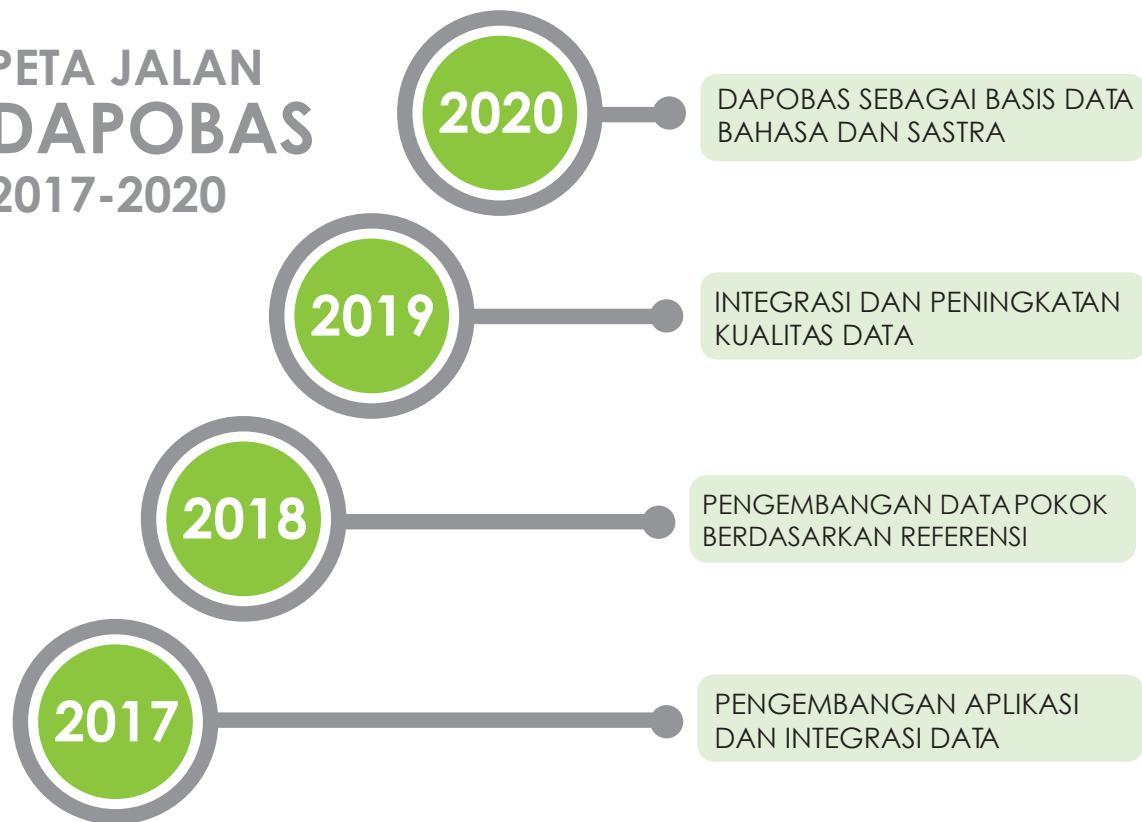 PETA JALAN
DAPOBAS
2017-2020
2020
DAPOBAS SEBAGAI BASIS DATA
BAHASA DAN SASTRA
2019
INTEGRASI DAN PENINGKATAN
KUALITAS DATA
2018
PENGEMBANGAN DATA POKOK
BERDASARKAN REFERENSI
2017
PENGEMBANGAN APLIKASI
DAN INTEGRASI DATA